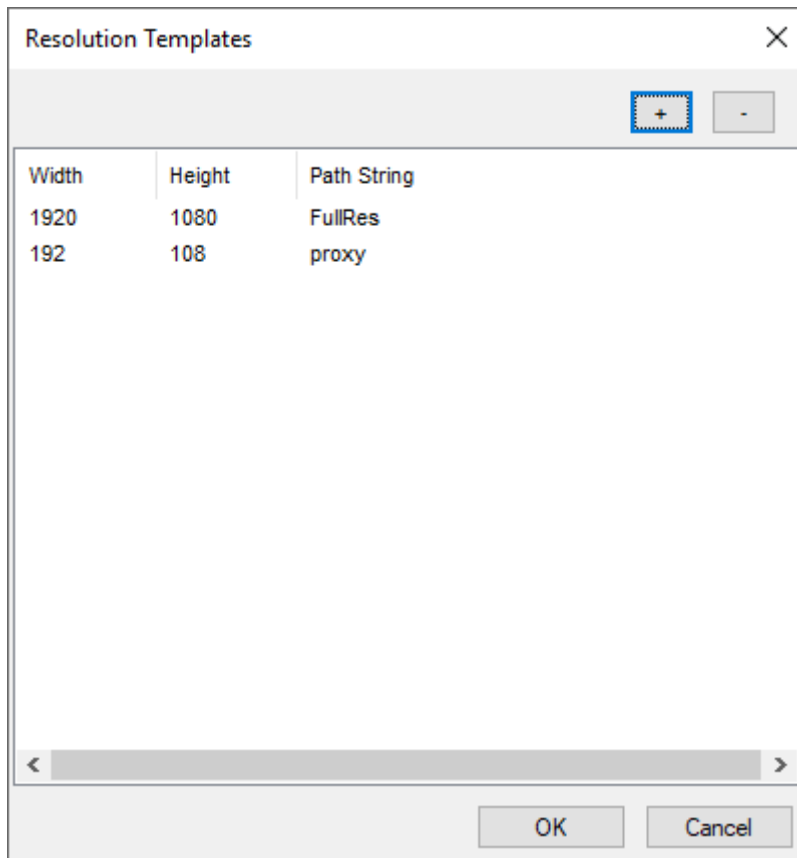 Resolution Templates
+ -
Width Height Path String
1920 1080 FullRes
192 108 proxy
OK Cancel